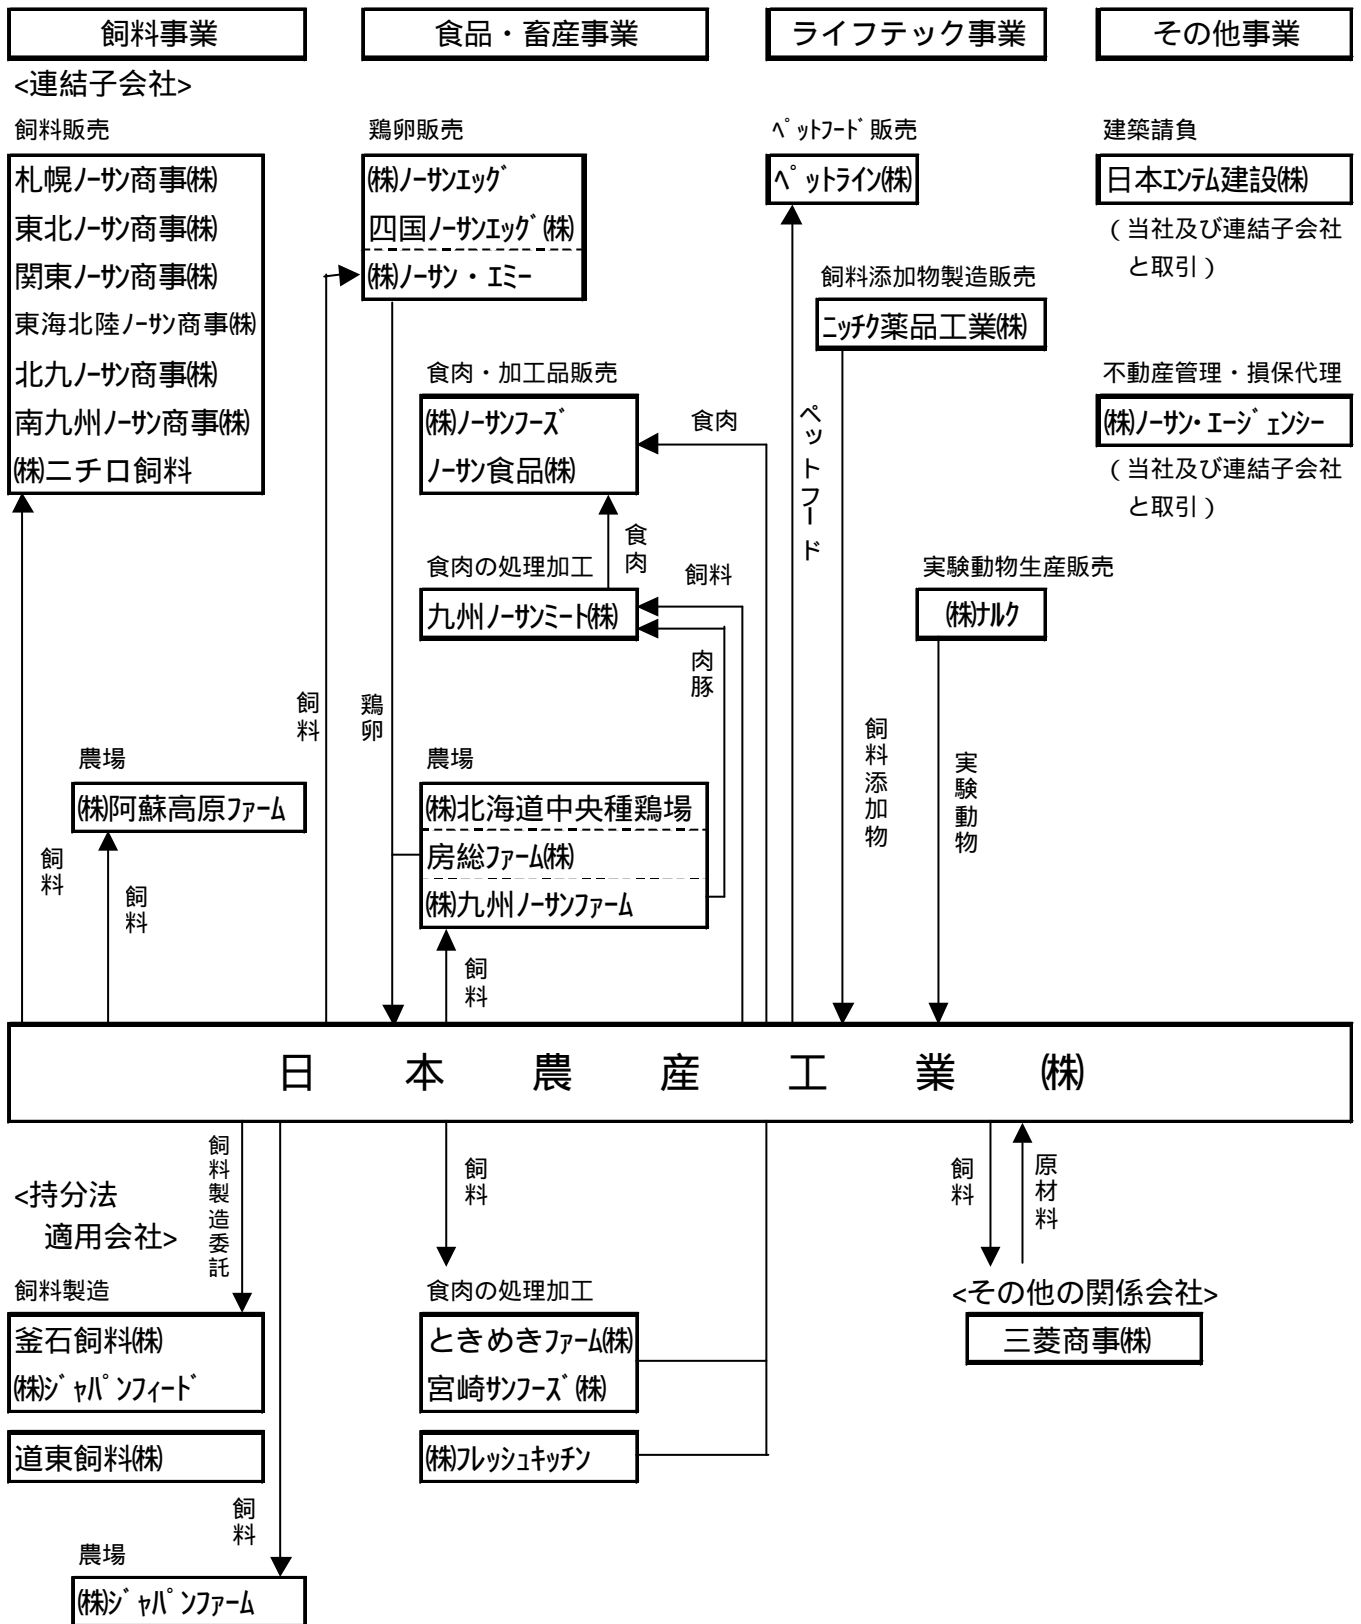 飼料事業
食品・畜産事業
ライフテック事業
その他事業
<連結子会社>
飼料販売
札幌ノーサン商事㈱
東北ノーサン商事㈱
関東ノーサン商事㈱
東海北陸ノーサン商事㈱
北九ノーサン商事㈱
南九州ノーサン商事㈱
㈱ニチロ飼料
鶏卵販売
㈱ノーサンエッグ
四国ノーサンエッグ㈱
㈱ノーサン・エミー
ペットフード販売
ペットライン㈱
建築請負
日本エンテム建設㈱
(当社及び連結子会社
と取引)
飼料添加物製造販売
ニッチク薬品工業㈱
食肉・加工品販売
㈱ノーサンフーズ
ノーサン食品㈱
食肉
ペットフード
不動産管理・損保代理
㈱ノーサン・エージェンシー
(当社及び連結子会社
と取引)
食肉
食肉の処理加工
九州ノーサンミート㈱
飼料
肉豚
実験動物生産販売
㈱ナルク
飼料
鶏卵
飼料添加物
実験動物
農場
㈱阿蘇高原ファーム
農場
㈱北海道中央種鶏場
房総ファーム㈱
㈱九州ノーサンファーム
飼料
飼料
飼料
日本農産工業㈱
飼料製造委託
飼料
飼料
原材料
<持分法
適用会社>
飼料製造
釜石飼料㈱
㈱ジャパンフィード
道東飼料㈱
食肉の処理加工
ときめきファーム㈱
宮崎サンフーズ㈱
㈱フレッシュキッチン
<その他の関係会社>
三菱商事㈱
飼料
農場
㈱ジャパンファーム